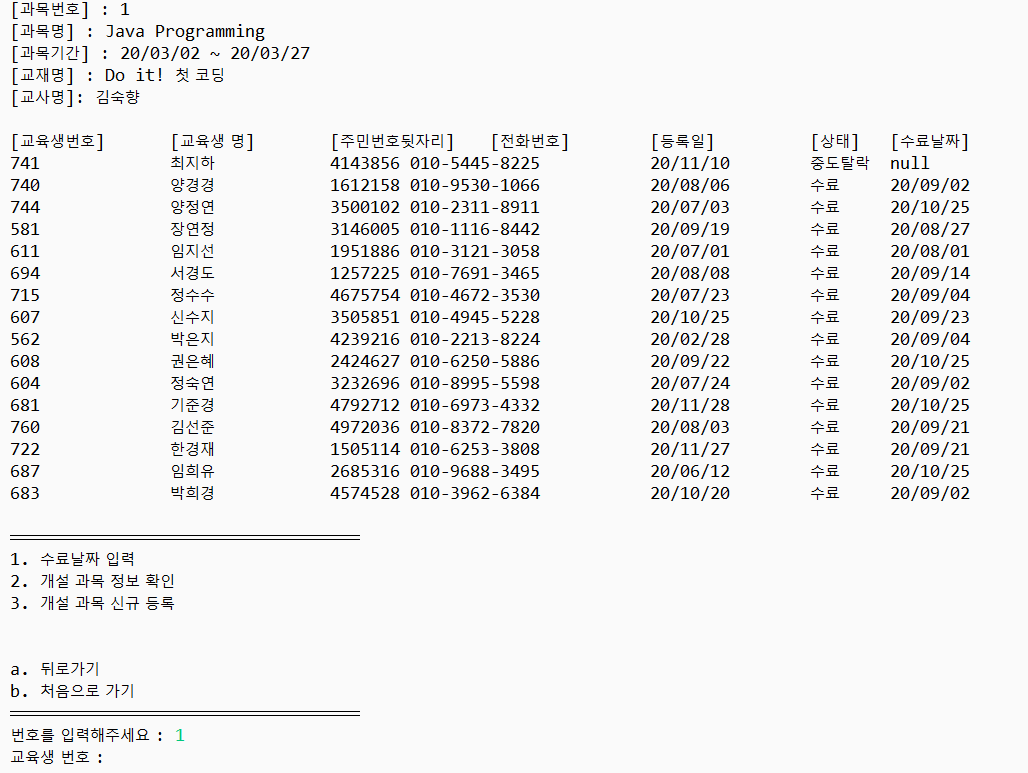 [과목번호] : 1
[과목명] : Java Programming
[과목기간] : 20/03/02 ~ 20/03/27
[교재명] : Do it! 첫 코딩
[교사명]: 김숙향
[교육생번호] [교육생 명] [주민번호뒷자리] [전화번호] [등록일] [상태] [수료날짜]
741 최지하 4143856 010-5445-8225 20/11/10 중도탈락 null
740 양경경 1612158 010-9530-1066 20/08/06 수료 20/09/02
744 양정연 3500102 010-2311-8911 20/07/03 수료 20/10/25
581 장연정 3146005 010-1116-8442 20/09/19 수료 20/08/27
611 임지선 1951886 010-3121-3058 20/07/01 수료 20/08/01
694 서경도 1257225 010-7691-3465 20/08/08 수료 20/09/14
715 정수수 4675754 010-4672-3530 20/07/23 수료 20/09/04
607 신수지 3505851 010-4945-5228 20/10/25 수료 20/09/23
562 박은지 4239216 010-2213-8224 20/02/28 수료 20/09/04
608 권은혜 2424627 010-6250-5886 20/09/22 수료 20/10/25
604 정숙연 3232696 010-8995-5598 20/07/24 수료 20/09/02
681 기준경 4792712 010-6973-4332 20/11/28 수료 20/10/25
760 김선준 4972036 010-8372-7820 20/08/03 수료 20/09/21
722 한경재 1505114 010-6253-3808 20/11/27 수료 20/09/21
687 임희유 2685316 010-9688-3495 20/06/12 수료 20/10/25
683 박희경 4574528 010-3962-6384 20/10/20 수료 20/09/02
1. 수료날짜 입력
2. 개설 과목 정보 확인
3. 개설 과목 신규 등록
a. 뒤로가기
b. 처음으로 가기
번호를 입력해주세요 : 1
교육생 번호 :